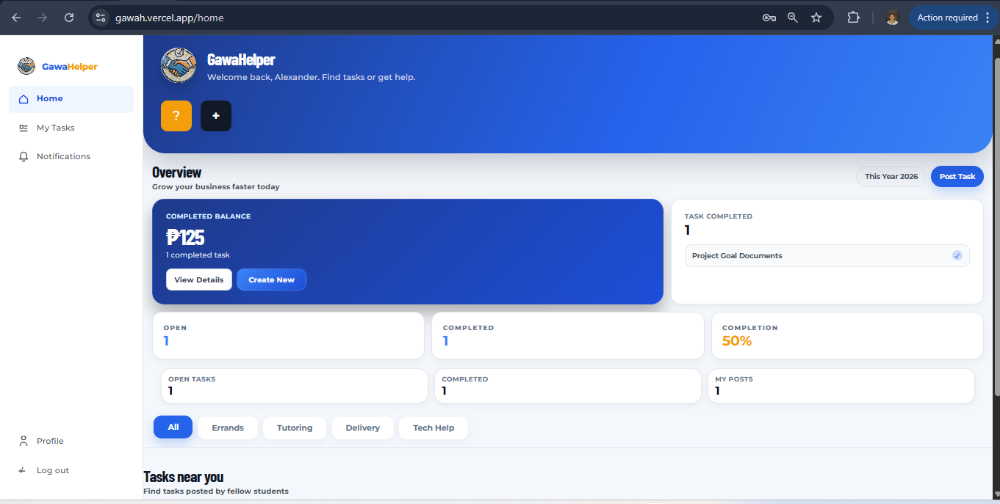 gawah.vercel.app/home
Action required
GawaHelper
Home
My Tasks
Notifications
Profile
Log out
GawaHelper
Welcome back, Alexander. Find tasks or get help.
?
+
Overview
Grow your business faster today
This Year 2026
Post Task
COMPLETED BALANCE
₱125
1 completed task
View Details
Create New
TASK COMPLETED
1
Project Goal Documents
OPEN
1
COMPLETED
1
COMPLETION
50%
OPEN TASKS
1
COMPLETED
1
MY POSTS
1
All
Errands
Tutoring
Delivery
Tech Help
Tasks near you
Find tasks posted by fellow students